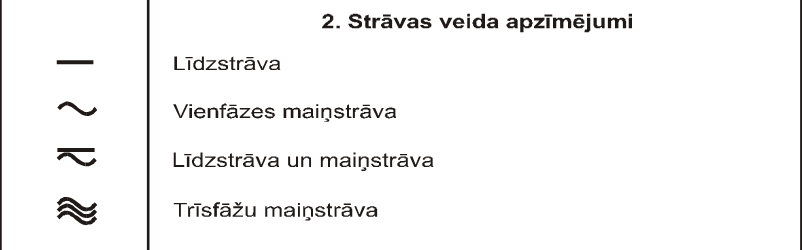 2. Strāvas veida apzīmējumi
Līdzstrāva
Vienfāzes maiņstrāva
Līdzstrāva un maiņstrāva
Trīsfāžu maiņstrāva